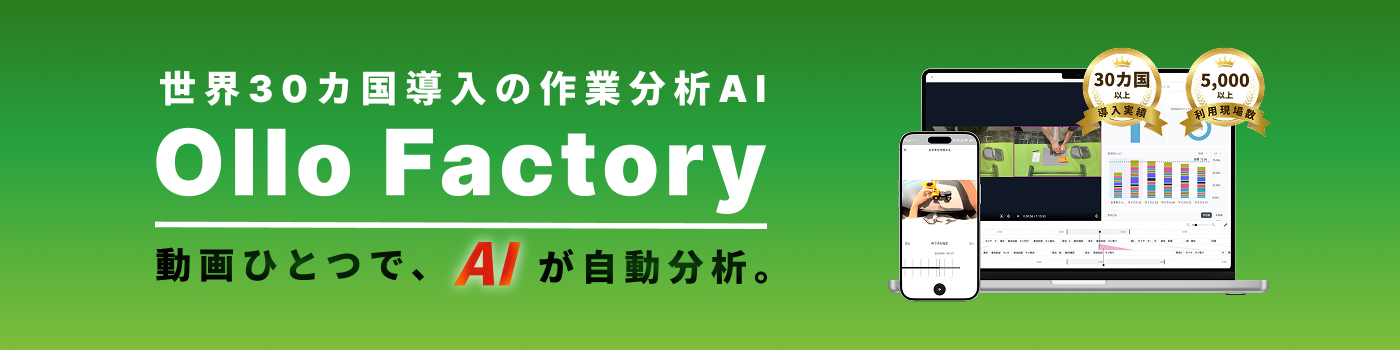 世界30カ国導入の作業分析AI
Ollo Factory
動画ひとつで、AIが自動分析。
30カ国
以上
導入実績
5,000
以上
利用現場数